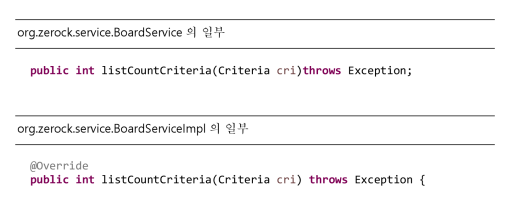 org.zerock.service.BoardService 의 일부
public int listCountCriteria(Criteria cri)throws Exception;
org.zerock.service.BoardServiceImpl 의 일부
@Override
public int listCountCriteria(Criteria cri) throws Exception {